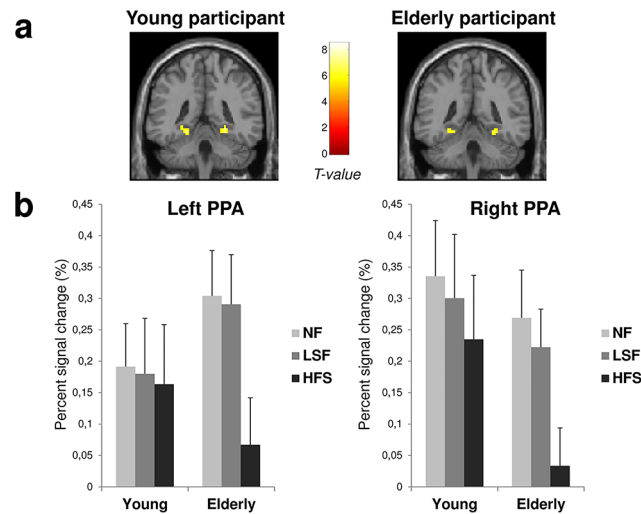 a
Young participant
Elderly participant
8
6
4
2
0
T-value
b
Left PPA
Percent signal change (%)
0,45
0,4
0,35
0,3
0,25
0,2
0,15
0,1
0,05
0
Young
Elderly
NF
LSF
HFS
Right PPA
Percent signal change (%)
0,45
0,4
0,35
0,3
0,25
0,2
0,15
0,1
0,05
0
Young
Elderly
NF
LSF
HFS